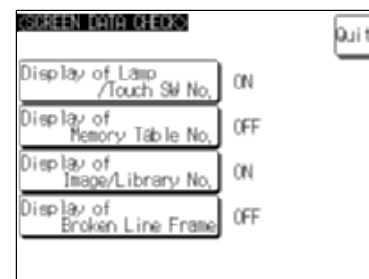 <SCREEN DATA CHECK>
Quit
Display of Lamp
/Touch SW No.
ON
Display of
Memory Table No.
OFF
Display of
Image/Library No.
ON
Display of
Broken Line Frame
OFF